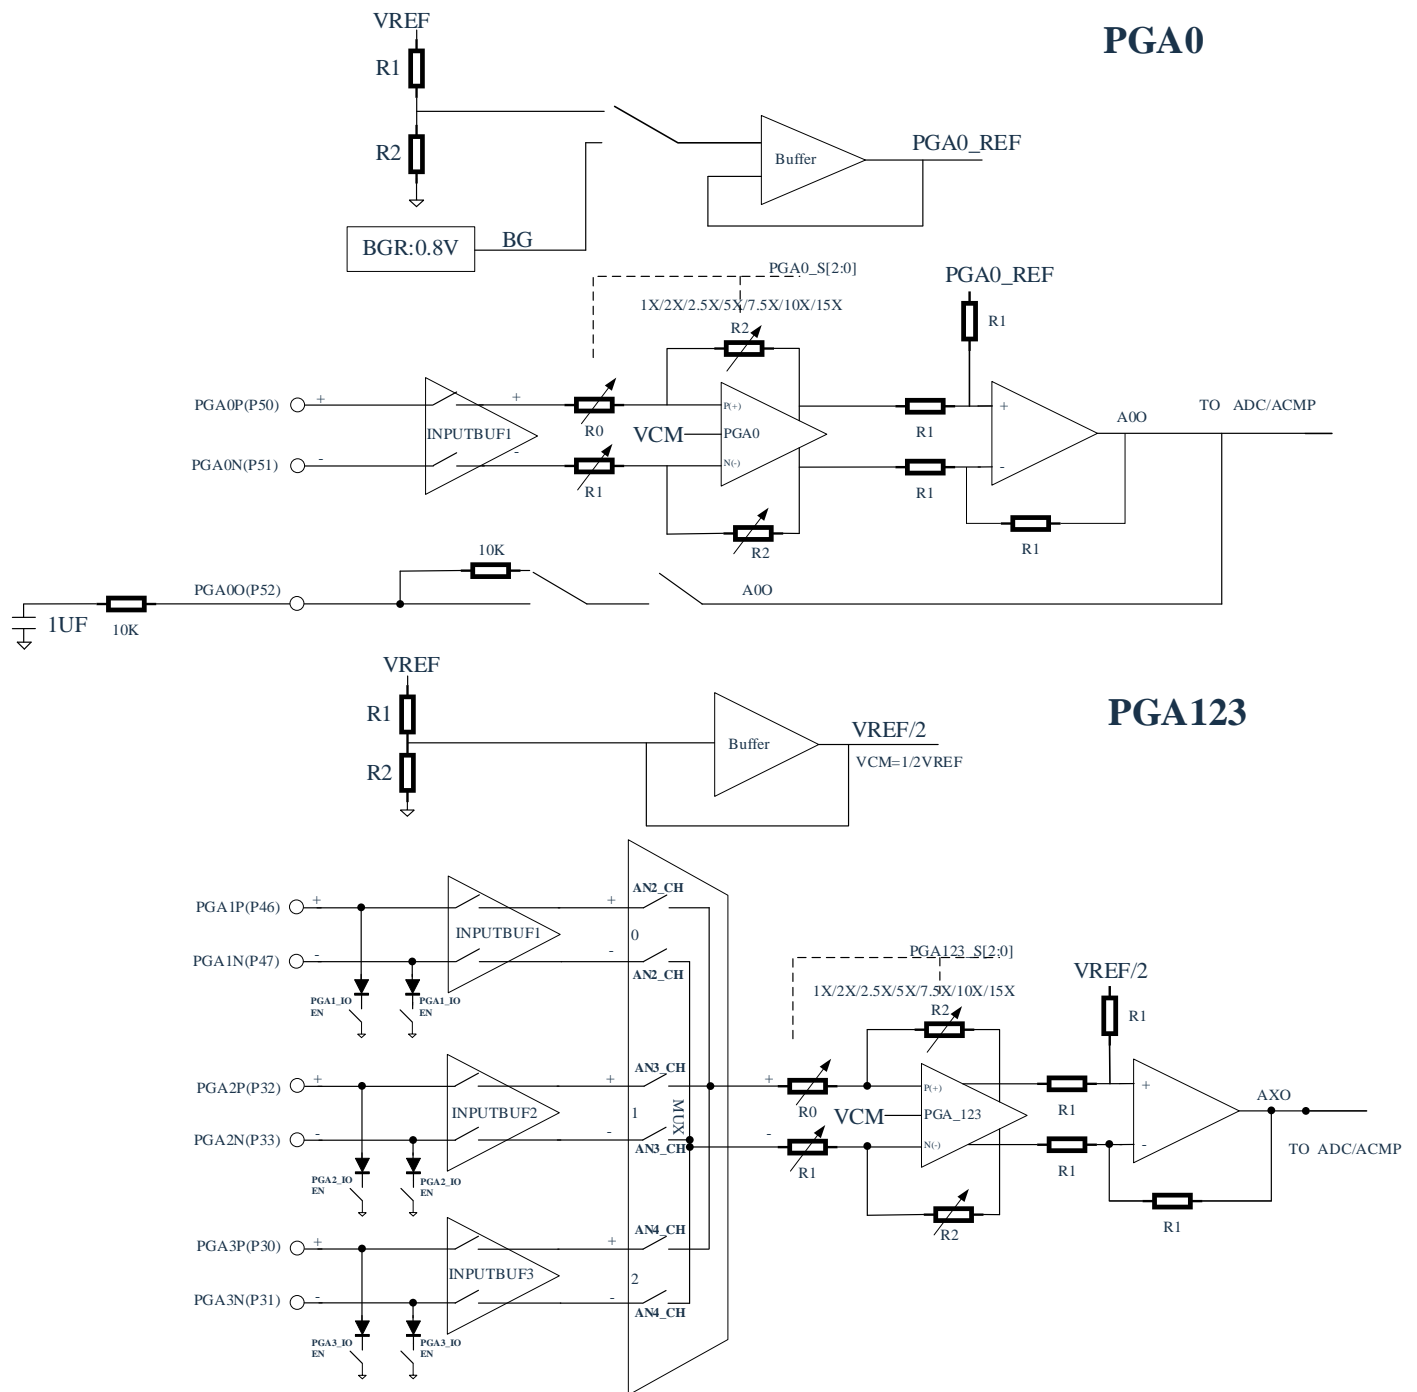 VREF
PGA0
R1
R2
Buffer
PGA0_REF
BGR:0.8V
BG
PGA0_S[2:0]
PGA0_REF
1X/2X/2.5X/5X/7.5X/10X/15X
R2
R1
PGA0P(P50)
+
+
INPUTBUF1
R0
VCM
P(+)
PGA0
N(-)
R1
+
A0O
TO ADC/ACMP
PGA0N(P51)
-
-
R1
R1
-
R2
R1
10K
PGA0O(P52)
A0O
1UF
10K
VREF
PGA123
R1
R2
Buffer
VREF/2
VCM=1/2VREF
PGA1P(P46)
+
+
AN2_CH
INPUTBUF1
0
PGA1N(P47)
-
-
AN2_CH
PGA1_IO
EN
PGA1_IO
EN
PGA123_S[2:0]
VREF/2
1X/2X/2.5X/5X/7.5X/10X/15X
R2
R1
PGA2P(P32)
+
+
AN3_CH
INPUTBUF2
1
MUX
PGA2N(P33)
-
-
AN3_CH
PGA2_IO
EN
PGA2_IO
EN
+
R0
VCM
P(+)
PGA_123
N(-)
R1
+
AXO
TO ADC/ACMP
-
R1
R1
-
R2
R1
PGA3P(P30)
+
+
AN4_CH
INPUTBUF3
2
PGA3N(P31)
-
-
AN4_CH
PGA3_IO
EN
PGA3_IO
EN